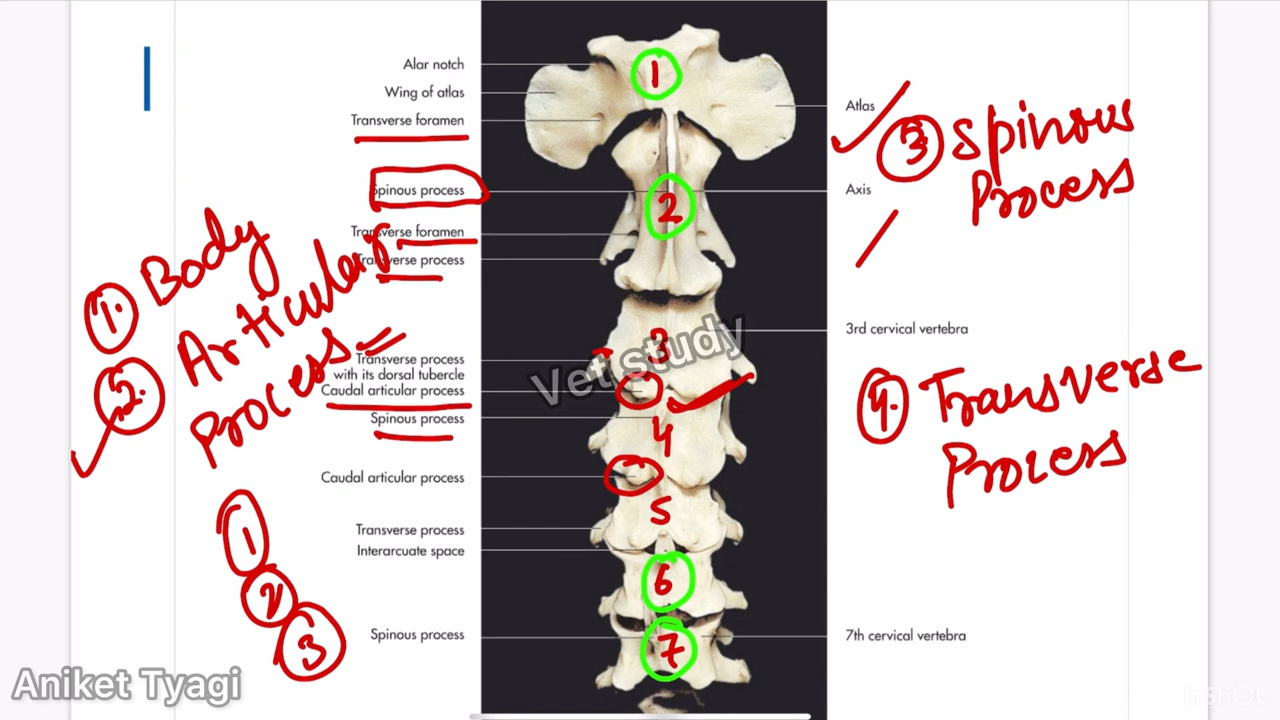 Alar notch
Wing of atlas
Transverse foramen
Spinous process
Transverse foramen
Transverse process
Transverse process
with its dorsal tubercle
Caudal articular process
Spinous process
Caudal articular process
Transverse process
Interarcuate space
Spinous process
1. Body
2. Articular
Process
1
2
3
1
2
3
4
5
6
7
Vet study
Atlas
Axis
3rd cervical vertebra
7th cervical vertebra
3 Spinous
Process
4. Transverse
Process
Aniket Tyagi
InShOt